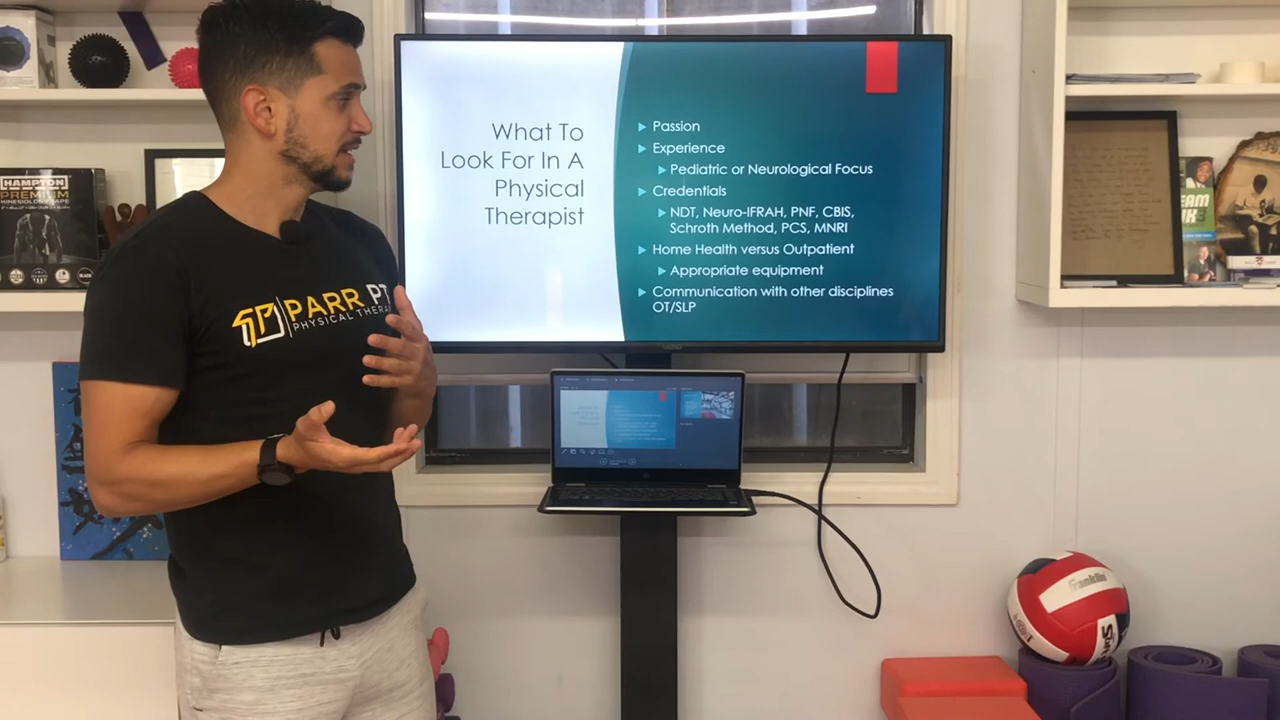 What To
Look For In A
Physical
Therapist
Passion
Experience
Pediatric or Neurological Focus
Credentials
NDT, Neuro-IFRAH, PNF, CBIS,
Schroth Method, PCS, MNRI
Home Health versus Outpatient
Appropriate equipment
Communication with other disciplines
OT/SLP
PARR PT
PHYSICAL THERA
HAMPTON
PREMIUM
KINESIOLOGY TAPE
TEAM
Franklin